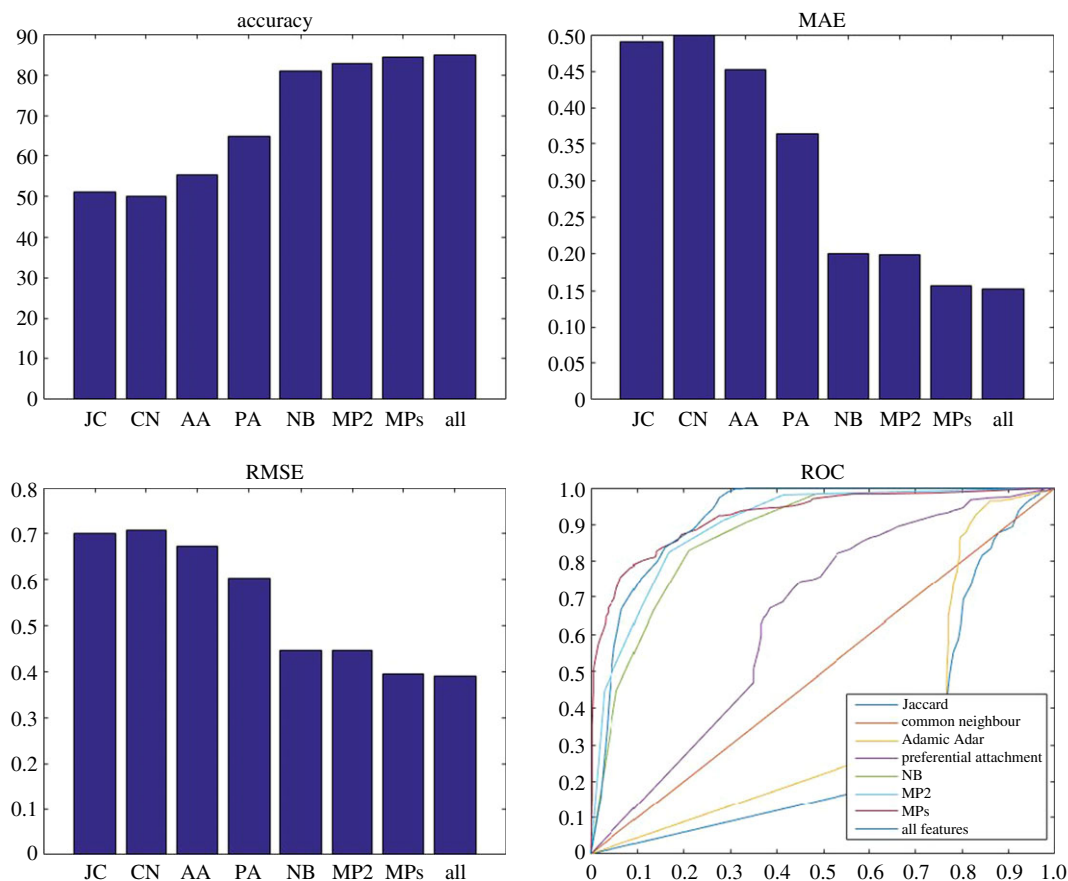 accuracy
90
80
70
60
50
40
30
20
10
0
JC CN AA PA NB MP2 MPs all
MAE
0.50
0.45
0.40
0.35
0.30
0.25
0.20
0.15
0.10
0.05
0
JC CN AA PA NB MP2 MPs all
RMSE
0.8
0.7
0.6
0.5
0.4
0.3
0.2
0.1
0
JC CN AA PA NB MP2 MPs all
ROC
1.0
0.9
0.8
0.7
0.6
0.5
0.4
0.3
0.2
0.1
0
Jaccard
common neighbour
Adamic Adar
preferential attachment
NB
MP2
MPs
all features
0 0.1 0.2 0.3 0.4 0.5 0.6 0.7 0.8 0.9 1.0